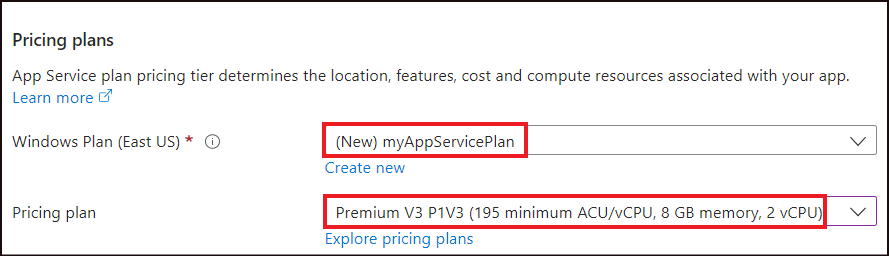 Pricing plans
App Service plan pricing tier determines the location, features, cost and compute resources associated with your app.
Learn more
Windows Plan (East US) *
(New) myAppServicePlan
Create new
Pricing plan
Premium V3 P1V3 (195 minimum ACU/vCPU, 8 GB memory, 2 vCPU)
Explore pricing plans